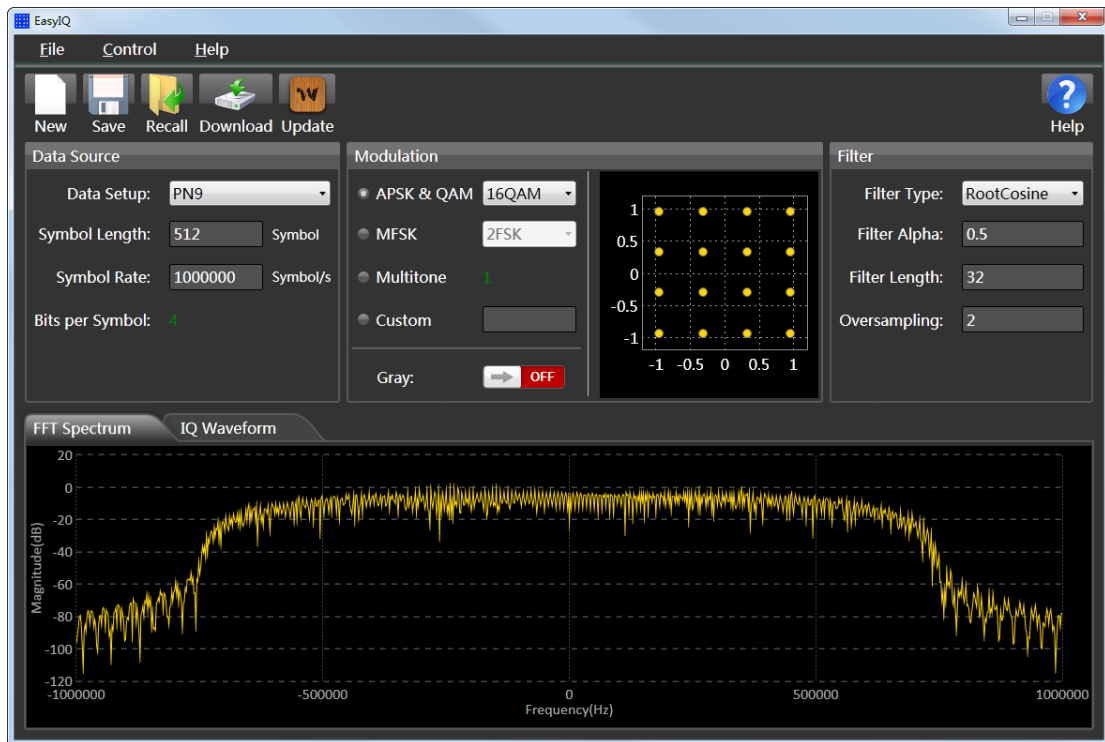 EasyIQ
File Control Help
New Save Recall Download Update Help
Data Source
Data Setup: PN9
Symbol Length: 512 Symbol
Symbol Rate: 1000000 Symbol/s
Bits per Symbol: 4
Modulation
APSK & QAM 16QAM
MFSK 2FSK
Multitone 1
Custom
Gray: OFF
1
0.5
0
-0.5
-1
-1 -0.5 0 0.5 1
Filter
Filter Type: RootCosine
Filter Alpha: 0.5
Filter Length: 32
Oversampling: 2
FFT Spectrum IQ Waveform
Magnitude(dB)
20
0
-20
-40
-60
-80
-100
-120
-1000000 -500000 0 500000 1000000
Frequency(Hz)